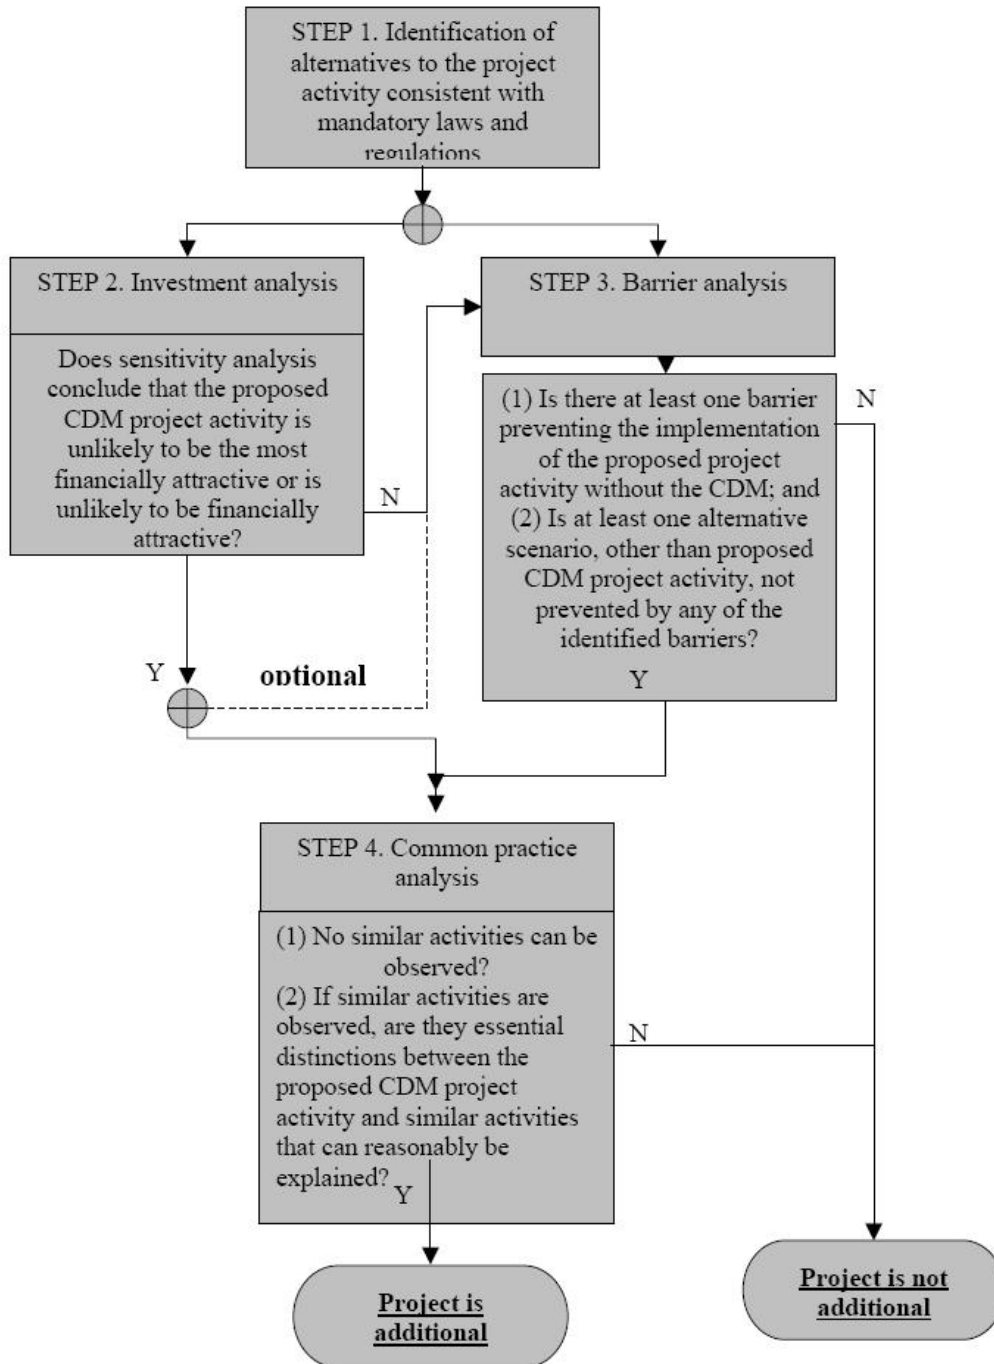 STEP 1. Identification of
alternatives to the project
activity consistent with
mandatory laws and
regulations
STEP 2. Investment analysis
Does sensitivity analysis
conclude that the proposed
CDM project activity is
unlikely to be the most
financially attractive or is
unlikely to be financially
attractive?
N
Y
optional
STEP 3. Barrier analysis
(1) Is there at least one barrier
preventing the implementation
of the proposed project
activity without the CDM; and
(2) Is at least one alternative
scenario, other than proposed
CDM project activity, not
prevented by any of the
identified barriers?
Y
N
STEP 4. Common practice
analysis
(1) No similar activities can be
observed?
(2) If similar activities are
observed, are they essential
distinctions between the
proposed CDM project
activity and similar activities
that can reasonably be
explained?
Y
N
Project is
additional
Project is not
additional